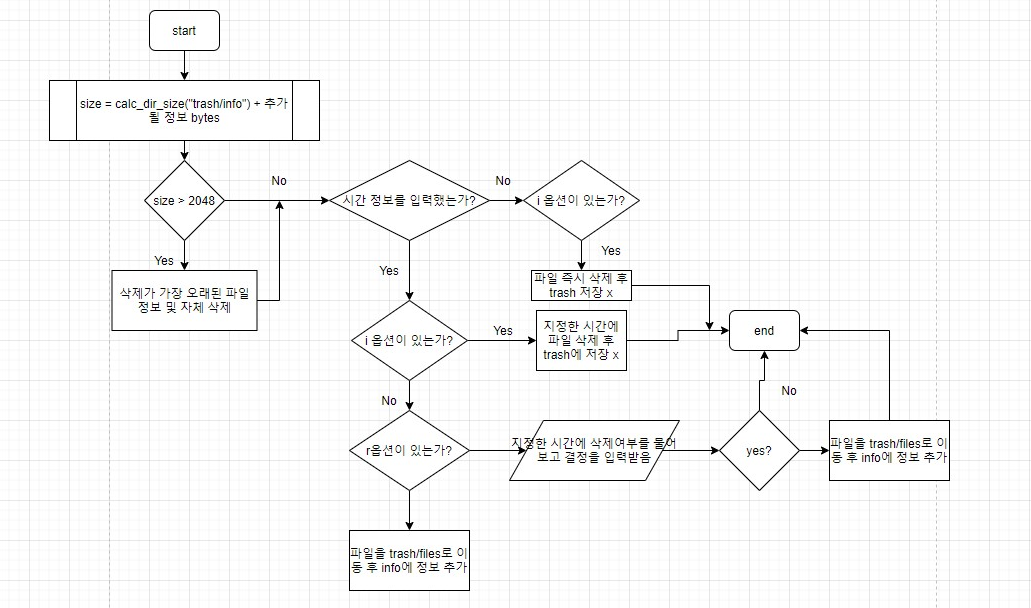 start
size = calc_dir_size("trash/info") + 추가
될 정보 bytes
size > 2048
No
시간 정보를 입력했는가?
No
i 옵션이 있는가?
Yes
삭제가 가장 오래된 파일
정보 및 자체 삭제
Yes
Yes
파일 즉시 삭제 후
trash 저장 x
i 옵션이 있는가?
Yes
지정한 시간에
파일 삭제 후
trash에 저장 x
end
No
r옵션이 있는가?
지정한 시간에 삭제여부를 물어
보고 결정을 입력받음
yes?
No
파일을 trash/files로 이
동 후 info에 정보 추가
파일을 trash/files로 이
동 후 info에 정보 추가